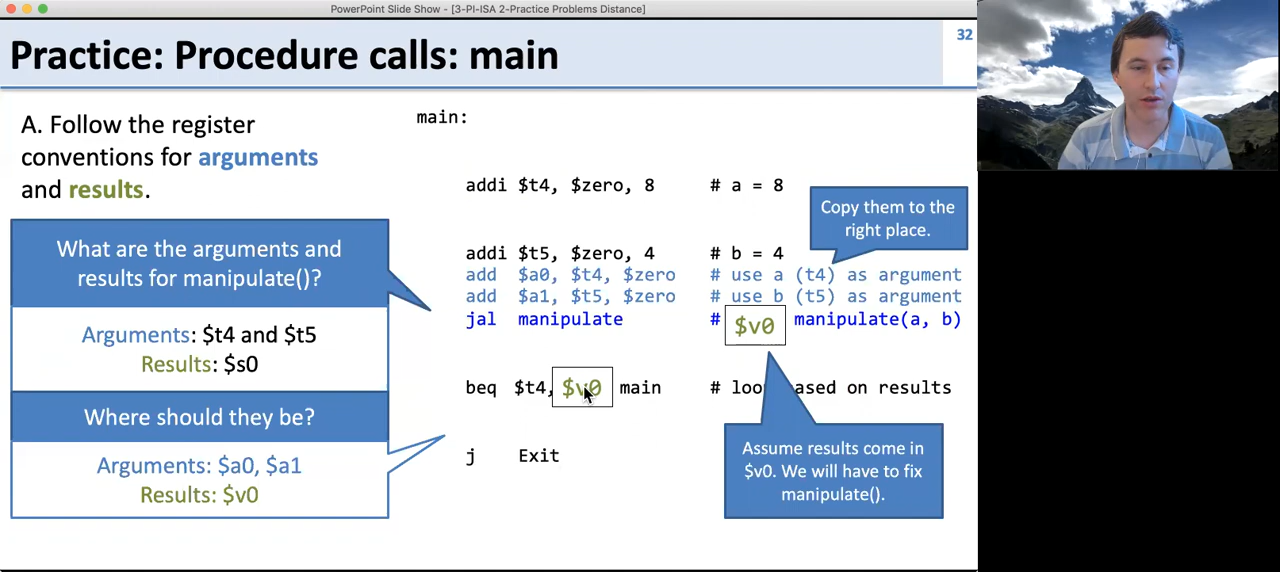 PowerPoint Slide Show - [3-PI-ISA 2-Practice Problems Distance]
Practice: Procedure calls: main
32
A. Follow the register
conventions for arguments
and results.
What are the arguments and
results for manipulate()?
Arguments: $t4 and $t5
Results: $s0
Where should they be?
Arguments: $a0, $a1
Results: $v0
main:
addi $t4, $zero, 8 # a = 8
addi $t5, $zero, 4 # b = 4
add $a0, $t4, $zero # use a (t4) as argument
add $a1, $t5, $zero # use b (t5) as argument
jal manipulate # $v0 manipulate(a, b)
beq $t4, $v0 main # loop based on results
j Exit
Copy them to the
right place.
Assume results come in
$v0. We will have to fix
manipulate().